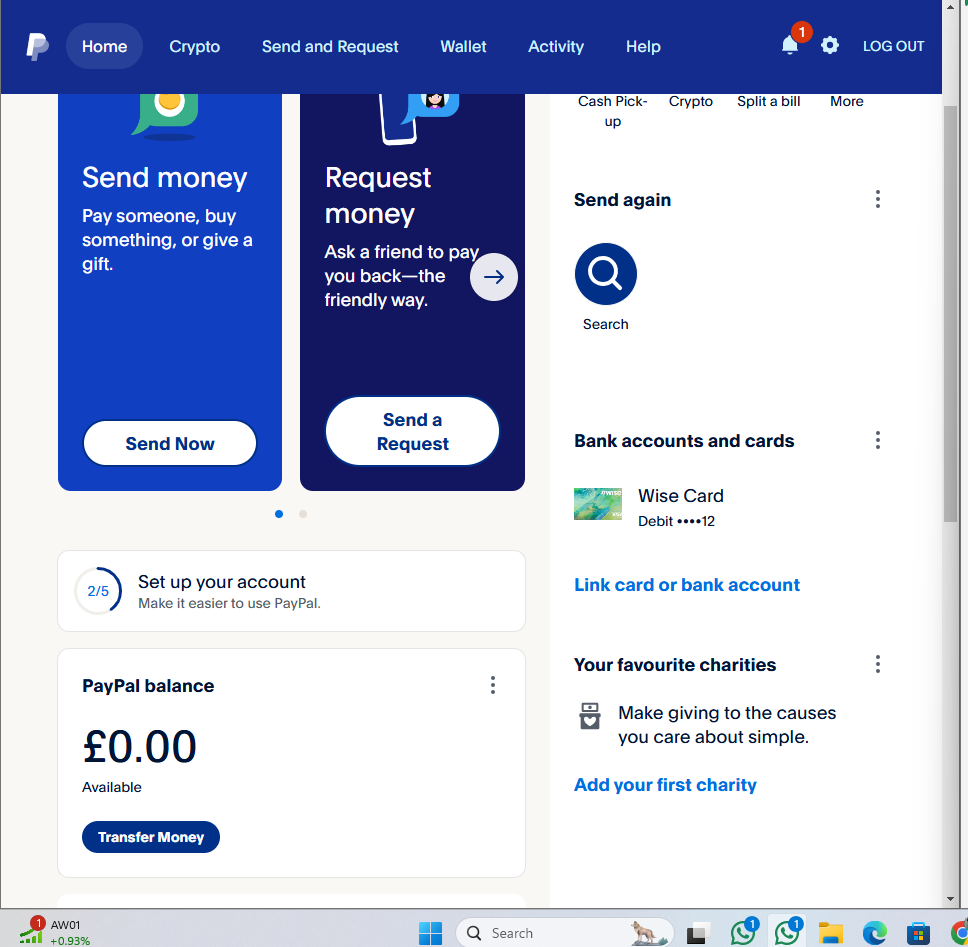 Home
Crypto
Send and Request
Wallet
Activity
Help
1
LOG OUT
Send money
Pay someone, buy
something, or give a
gift.
Send Now
Request
money
Ask a friend to pay
you back—the
friendly way.
Send a
Request
2/5
Set up your account
Make it easier to use PayPal.
PayPal balance
£0.00
Available
Transfer Money
Cash Pick-
up
Crypto
Split a bill
More
Send again
Search
Bank accounts and cards
Wise Card
Debit ••••12
Link card or bank account
Your favourite charities
Make giving to the causes
you care about simple.
Add your first charity
1
AW01
+0.93%
Search
1
1